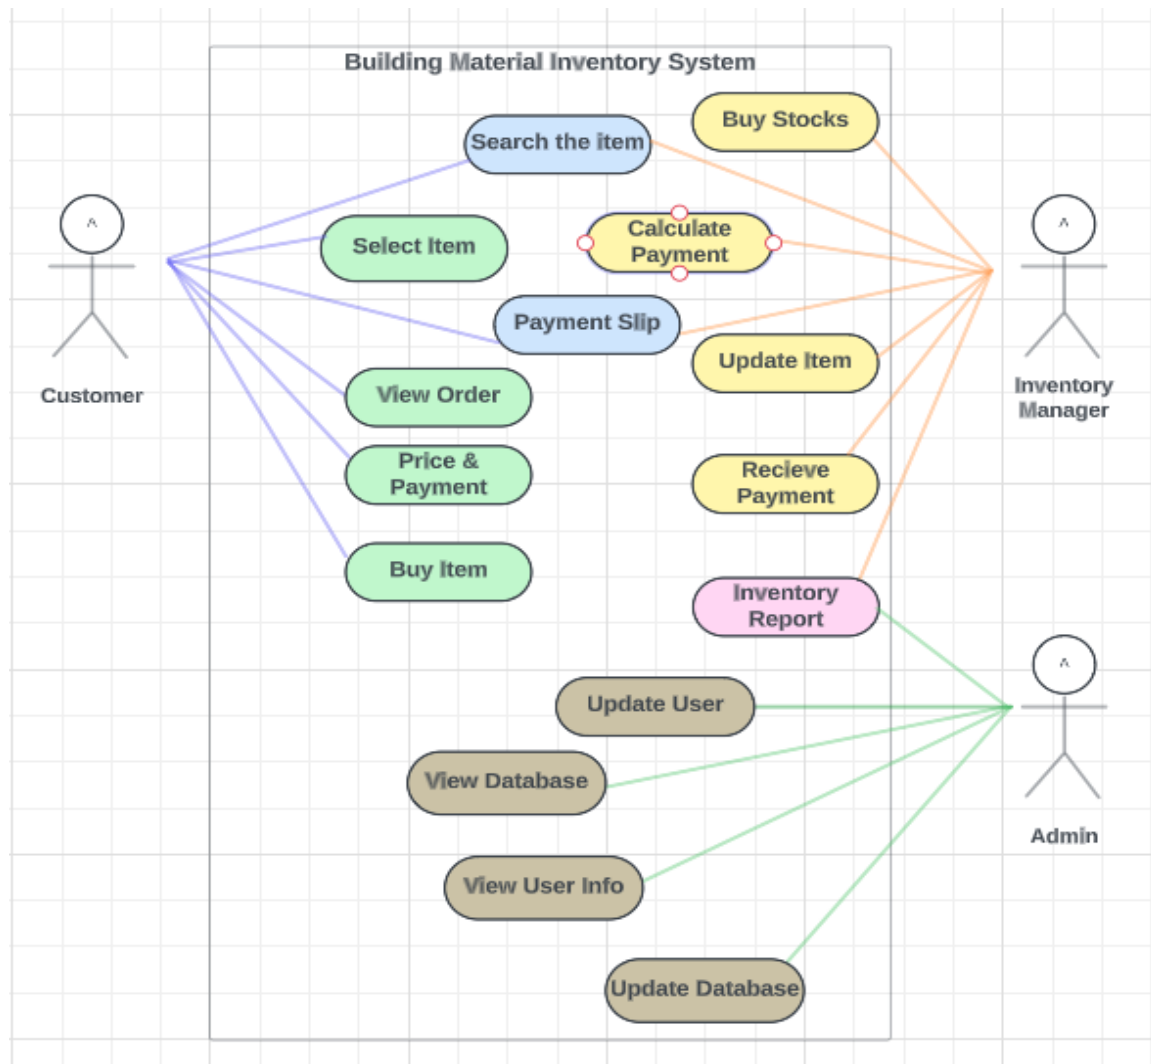 Building Material Inventory System
Buy Stocks
Search the item
Calculate
Payment
Select Item
Payment Slip
Update Item
View Order
Customer
Inventory
Manager
Price &
Payment
Recieve
Payment
Buy Item
Inventory
Report
Update User
View Database
Admin
View User Info
Update Database